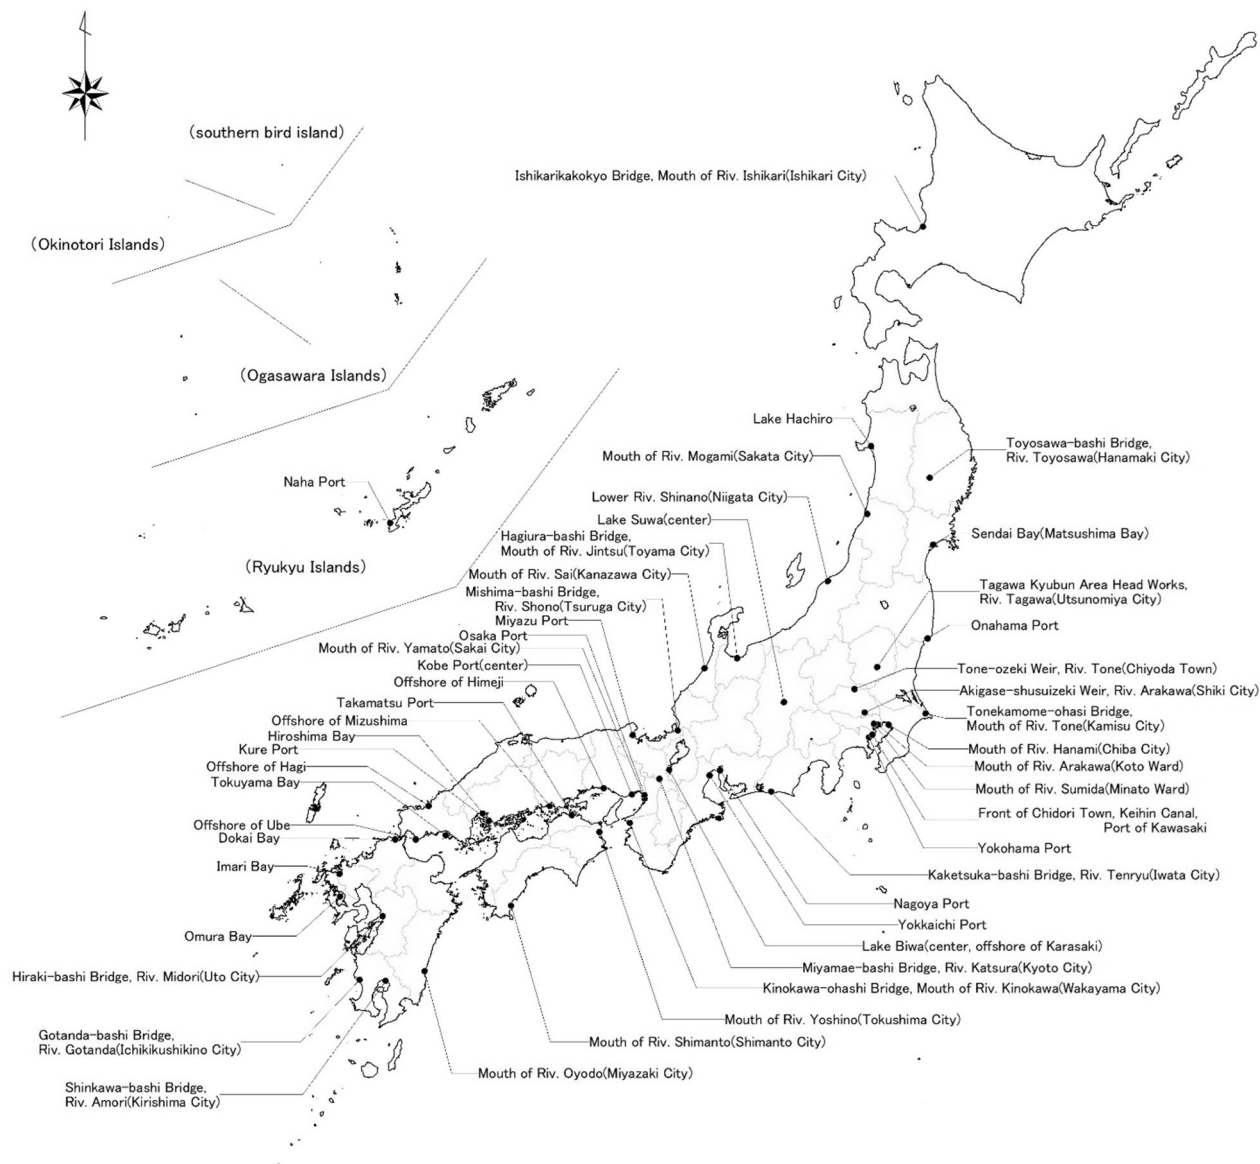 (southern bird island)
Ishikarikakokyo Bridge, Mouth of Riv. Ishikari(Ishikari City)
(Okinotori Islands)
(Ogasawara Islands)
Lake Hachiro
Toyosawa-bashi Bridge,
Riv. Toyosawa(Hanamaki City)
Mouth of Riv. Mogami(Sakata City)
Naha Port
Lower Riv. Shinano(Niigata City)
Lake Suwa(center)
Sendai Bay(Matsushima Bay)
Hagiura-bashi Bridge,
Mouth of Riv. Jintsu(Toyama City)
(Ryukyu Islands)
Mouth of Riv. Sai(Kanazawa City)
Tagawa Kyubun Area Head Works,
Riv. Tagawa(Utsunomiya City)
Mishima-bashi Bridge,
Riv. Shono(Tsuruga City)
Miyazu Port
Onahama Port
Osaka Port
Mouth of Riv. Yamato(Sakai City)
Kobe Port(center)
Tone-ozeki Weir, Riv. Tone(Chiyoda Town)
Offshore of Himeji
Akigase-shusuizeki Weir, Riv. Arakawa(Shiki City)
Takamatsu Port
Tonekamome-ohasi Bridge,
Mouth of Riv. Tone(Kamisu City)
Offshore of Mizushima
Hiroshima Bay
Kure Port
Mouth of Riv. Hanami(Chiba City)
Offshore of Hagi
Mouth of Riv. Arakawa(Koto Ward)
Tokuyama Bay
Mouth of Riv. Sumida(Minato Ward)
Front of Chidori Town, Keihin Canal,
Port of Kawasaki
Offshore of Ube
Dokai Bay
Yokohama Port
Imari Bay
Kaketsuka-bashi Bridge, Riv. Tenryu(Iwata City)
Nagoya Port
Yokkaichi Port
Omura Bay
Lake Biwa(center, offshore of Karasaki)
Miyamae-bashi Bridge, Riv. Katsura(Kyoto City)
Hiraki-bashi Bridge, Riv. Midori(Uto City)
Kinokawa-ohashi Bridge, Mouth of Riv. Kinokawa(Wakayama City)
Mouth of Riv. Yoshino(Tokushima City)
Gotanda-bashi Bridge,
Riv. Gotanda(Ichikikushikino City)
Mouth of Riv. Shimanto(Shimanto City)
Mouth of Riv. Oyodo(Miyazaki City)
Shinkawa-bashi Bridge,
Riv. Amori(Kirishima City)